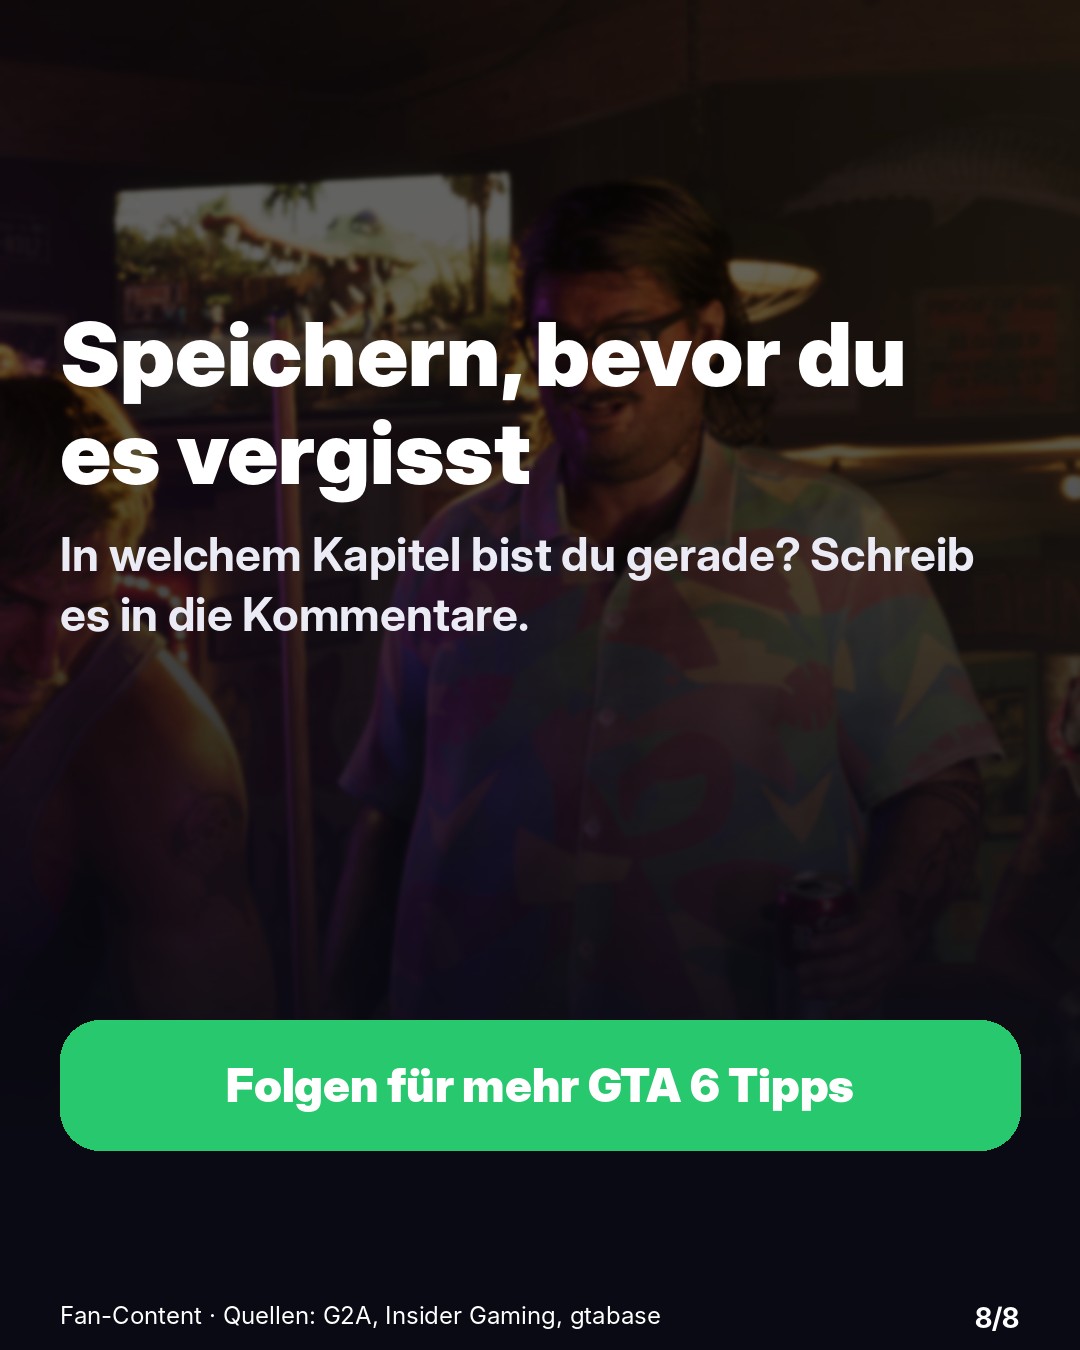 Speichern, bevor du
es vergisst
In welchem Kapitel bist du gerade? Schreib
es in die Kommentare.
Folgen für mehr GTA 6 Tipps
Fan-Content · Quellen: G2A, Insider Gaming, gtabase
8/8